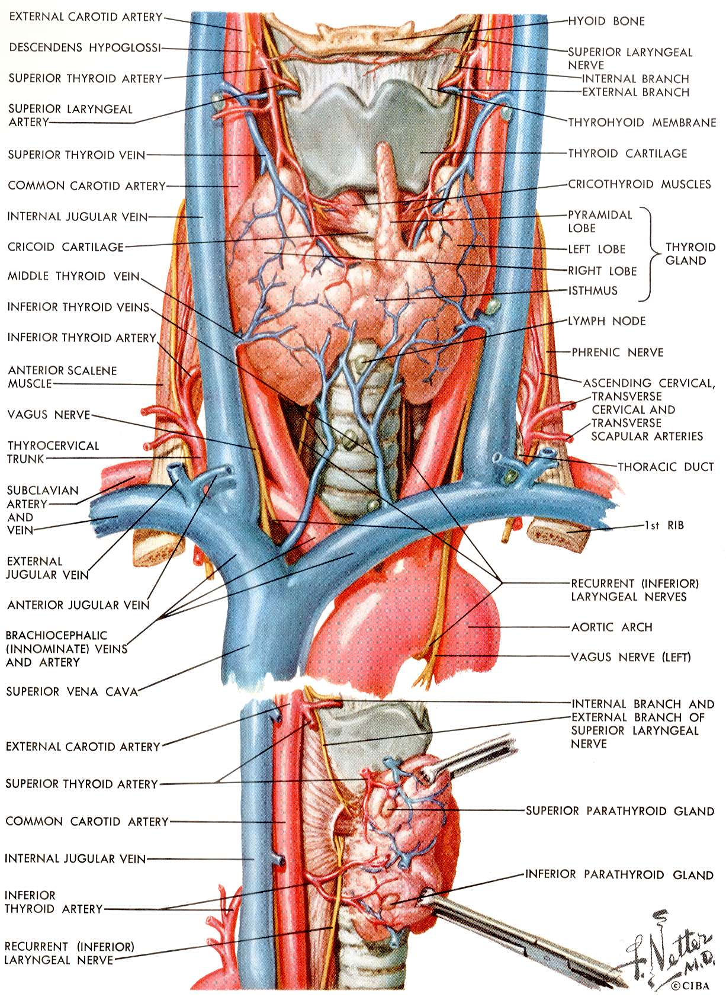 EXTERNAL CAROTID ARTERY
DESCENDENS HYPOGLOSSI
SUPERIOR THYROID ARTERY
SUPERIOR LARYNGEAL
ARTERY
SUPERIOR THYROID VEIN
COMMON CAROTID ARTERY
INTERNAL JUGULAR VEIN
CRICOID CARTILAGE
MIDDLE THYROID VEIN
INFERIOR THYROID VEINS
INFERIOR THYROID ARTERY
ANTERIOR SCALENE
MUSCLE
VAGUS NERVE
THYROCERVICAL
TRUNK
SUBCLAVIAN
ARTERY
AND
VEIN
EXTERNAL
JUGULAR VEIN
ANTERIOR JUGULAR VEIN
BRACHIOCEPHALIC
(INNOMINATE) VEINS
AND ARTERY
SUPERIOR VENA CAVA
HYOID BONE
SUPERIOR LARYNGEAL
NERVE
INTERNAL BRANCH
EXTERNAL BRANCH
THYROHYOID MEMBRANE
THYROID CARTILAGE
CRICOTHYROID MUSCLES
PYRAMIDAL
LOBE
LEFT LOBE
RIGHT LOBE
ISTHMUS
THYROID
GLAND
LYMPH NODE
PHRENIC NERVE
ASCENDING CERVICAL,
TRANSVERSE
CERVICAL AND
TRANSVERSE
SCAPULAR ARTERIES
THORACIC DUCT
1st RIB
RECURRENT (INFERIOR)
LARYNGEAL NERVES
AORTIC ARCH
VAGUS NERVE (LEFT)
EXTERNAL CAROTID ARTERY
SUPERIOR THYROID ARTERY
COMMON CAROTID ARTERY
INTERNAL JUGULAR VEIN
INFERIOR
THYROID ARTERY
RECURRENT (INFERIOR)
LARYNGEAL NERVE
INTERNAL BRANCH AND
EXTERNAL BRANCH OF
SUPERIOR LARYNGEAL
NERVE
SUPERIOR PARATHYROID GLAND
INFERIOR PARATHYROID GLAND
F. Netter
M.D.
© CIBA